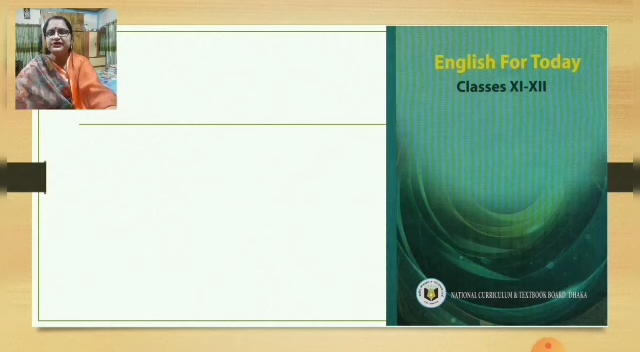 English For Today
Classes XI-XII
NATIONAL CURRICULUM & TEXTBOOK BOARD DHAKA